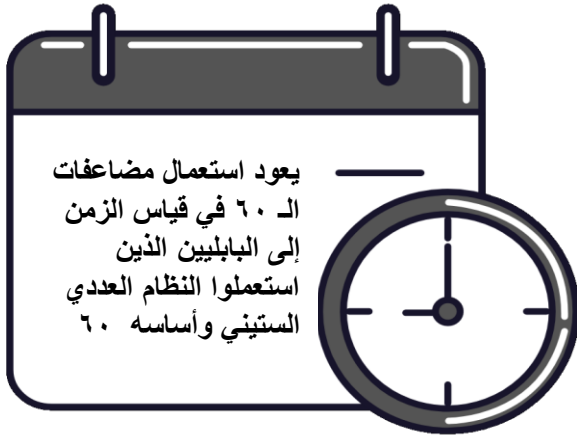 يعود استعمال مضاعفات
الـ ٦٠ في قياس الزمن
إلى البابليين الذين
استعملوا النظام العددي
الستيني وأساسه ٦٠